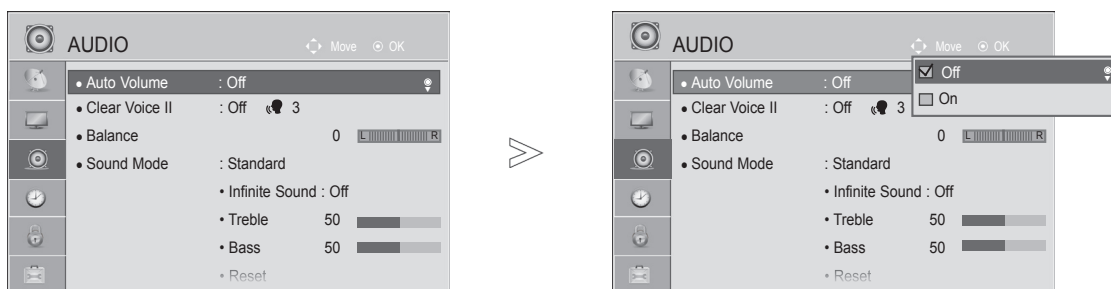 AUDIO Move OK
• Auto Volume : Off
• Clear Voice II : Off 3
• Balance 0 L R
• Sound Mode : Standard
• Infinite Sound : Off
• Treble 50
• Bass 50
• Reset
AUDIO Move OK
• Auto Volume : Off
• Clear Voice II : Off 3
• Balance 0 L R
• Sound Mode : Standard
• Infinite Sound : Off
• Treble 50
• Bass 50
• Reset
Off
On